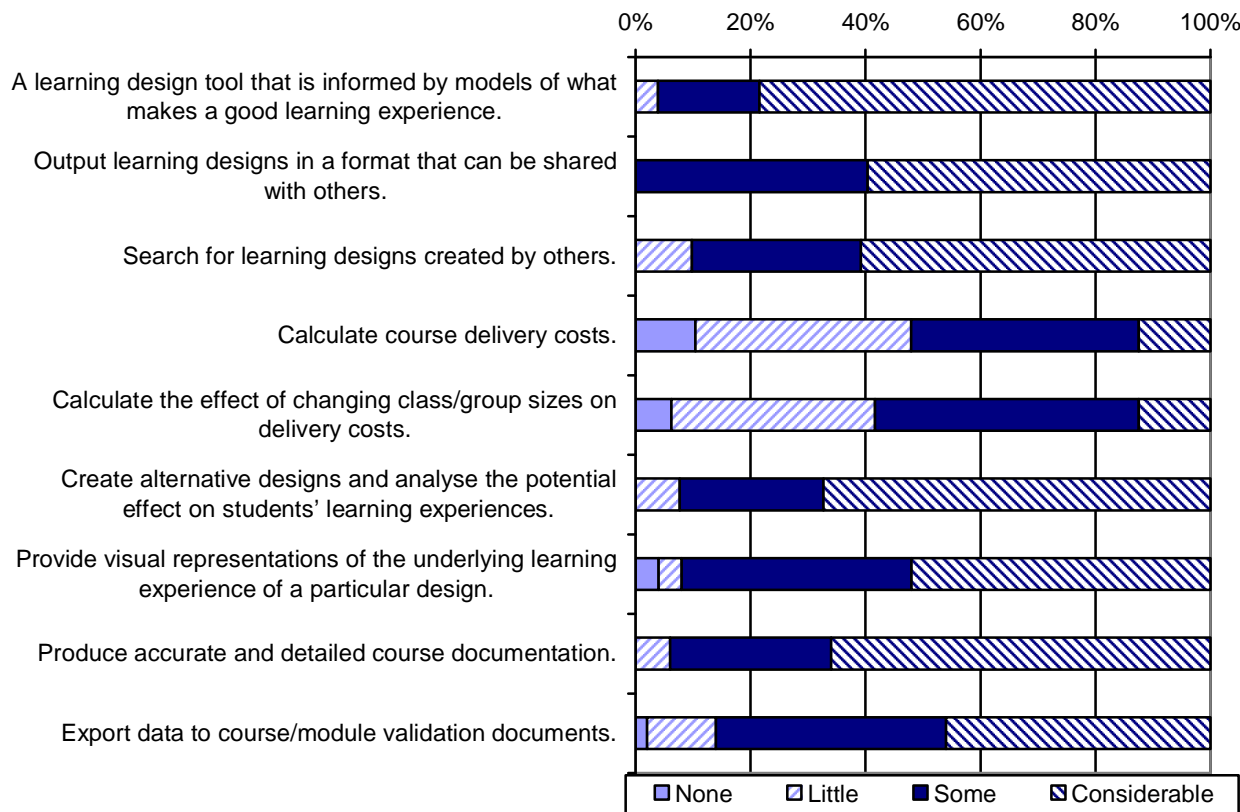 0% 20% 40% 60% 80% 100%
A learning design tool that is informed by models of what
makes a good learning experience.
Output learning designs in a format that can be shared
with others.
Search for learning designs created by others.
Calculate course delivery costs.
Calculate the effect of changing class/group sizes on
delivery costs.
Create alternative designs and analyse the potential
effect on students’ learning experiences.
Provide visual representations of the underlying learning
experience of a particular design.
Produce accurate and detailed course documentation.
Export data to course/module validation documents.
None Little Some Considerable